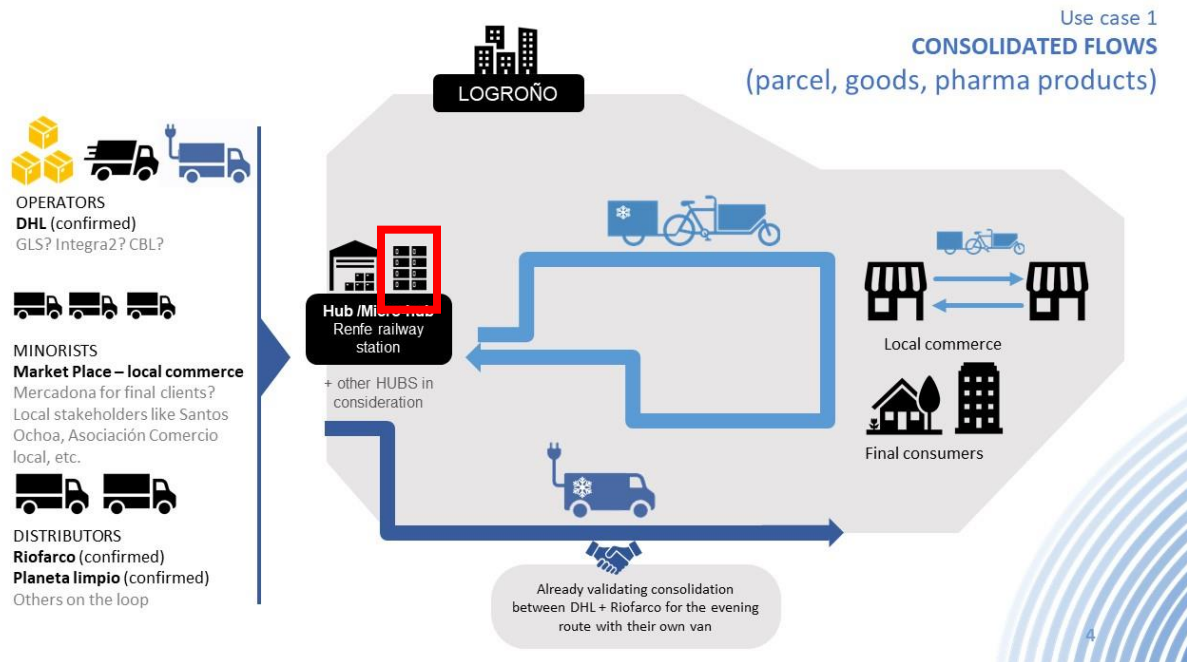 Use case 1
CONSOLIDATED FLOWS
(parcel, goods, pharma products)
LOGROÑO
OPERATORS
DHL (confirmed)
GLS? Integra2? CBL?
MINORISTS
Market Place – local commerce
Mercadona for final clients?
Local stakeholders like Santos
Ochoa, Asociación Comercio
local, etc.
DISTRIBUTORS
Riofarco (confirmed)
Planeta limpio (confirmed)
Others on the loop
Hub /Micro-hub
Renfe railway
station
+ other HUBS in
consideration
Local commerce
Final consumers
Already validating consolidation
between DHL + Riofarco for the evening
route with their own van
4